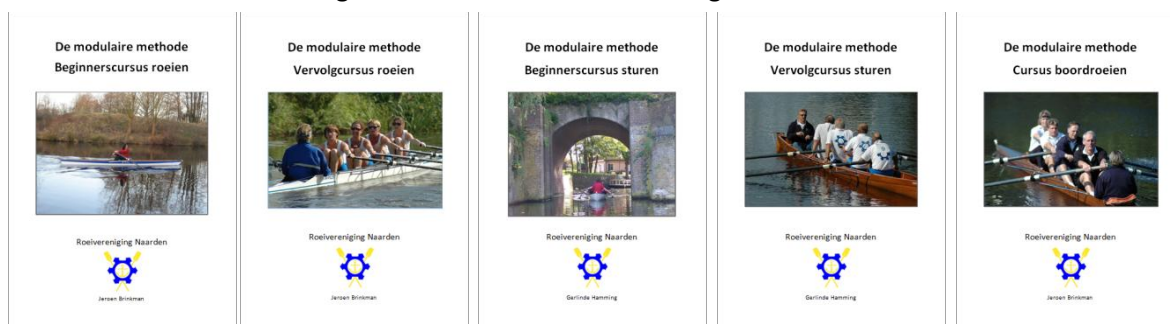 De modulaire methode
Beginnerscursus roeien
Roeivereniging Naarden
Jeroen Brinkman
De modulaire methode
Vervolgcursus roeien
Roeivereniging Naarden
Jeroen Brinkman
De modulaire methode
Beginnerscursus sturen
Roeivereniging Naarden
Gerlinde Hamming
De modulaire methode
Vervolgcursus sturen
Roeivereniging Naarden
Gerlinde Hamming
De modulaire methode
Cursus boordroeien
Roeivereniging Naarden
Jeroen Brinkman